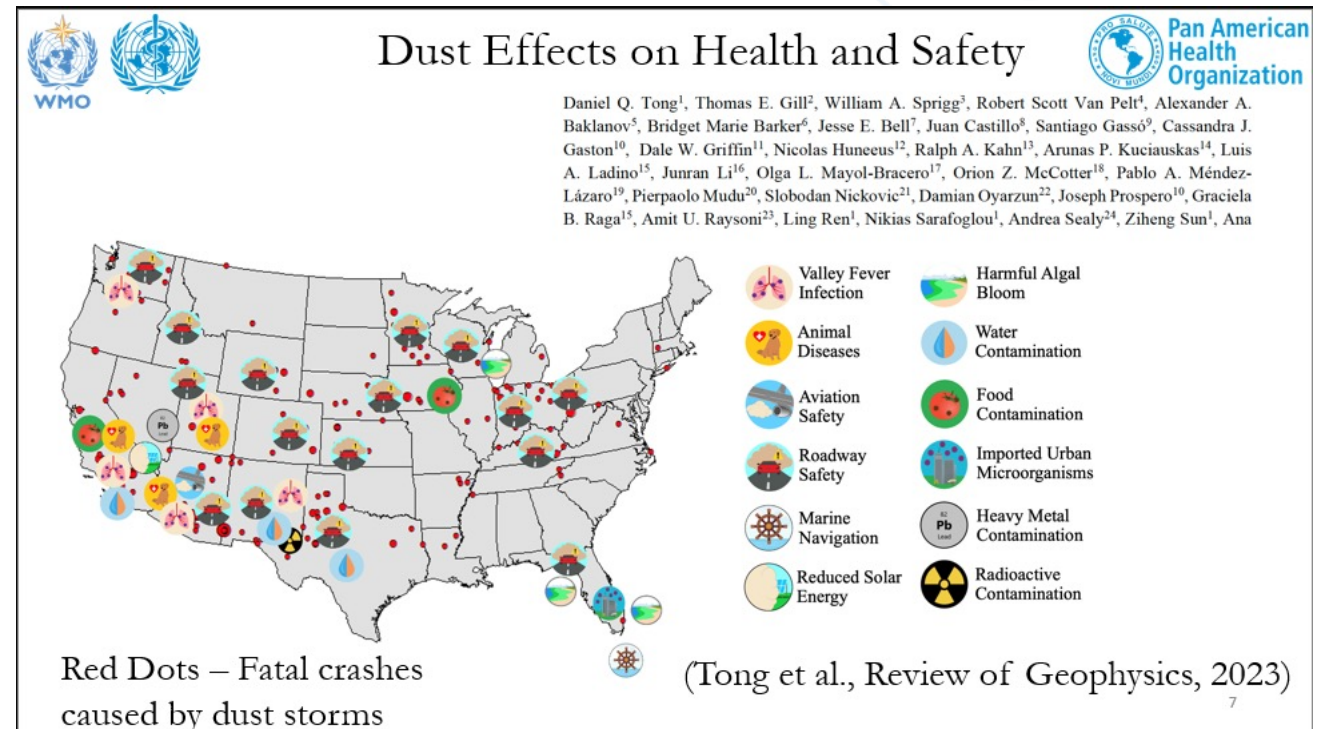 WMO
Dust Effects on Health and Safety
Pan American
Health
Organization
Daniel Q. Tong¹, Thomas E. Gill², William A. Sprigg³, Robert Scott Van Pelt⁴, Alexander A.
Baklanov⁵, Bridget Marie Barker⁶, Jesse E. Bell⁷, Juan Castillo⁸, Santiago Gassó⁹, Cassandra J.
Gaston¹⁰, Dale W. Griffin¹¹, Nicolas Huneeus¹², Ralph A. Kahn¹³, Arunas P. Kuciauskas¹⁴, Luis
A. Ladino¹⁵, Junran Li¹⁶, Olga L. Mayol-Bracero¹⁷, Orion Z. McCotter¹⁸, Pablo A. Méndez-
Lázaro¹⁹, Pierpaolo Mudu²⁰, Slobodan Nickovic²¹, Damian Oyarzun²², Joseph Prospero¹⁰, Graciela
B. Raga¹⁵, Amit U. Raysoni²³, Ling Ren¹, Nikias Sarafoglou¹, Andrea Sealy²⁴, Ziheng Sun¹, Ana
Valley Fever
Infection
Harmful Algal
Bloom
Animal
Diseases
Water
Contamination
Aviation
Safety
Food
Contamination
Roadway
Safety
Imported Urban
Microorganisms
Marine
Navigation
82
Pb
Lead
Heavy Metal
Contamination
Reduced Solar
Energy
Radioactive
Contamination
82
Pb
Lead
Red Dots – Fatal crashes
caused by dust storms
(Tong et al., Review of Geophysics, 2023)
7